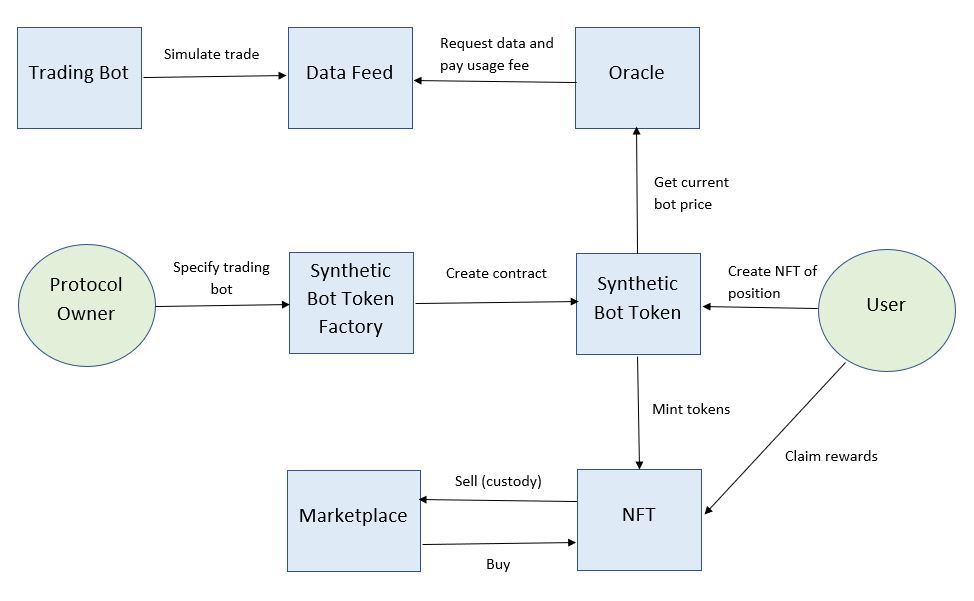 Trading Bot
Simulate trade
Data Feed
Request data and
pay usage fee
Oracle
Get current
bot price
Protocol
Owner
Specify trading
bot
Synthetic
Bot Token
Factory
Create contract
Synthetic
Bot Token
Create NFT of
position
User
Mint tokens
Claim rewards
Marketplace
Sell (custody)
Buy
NFT